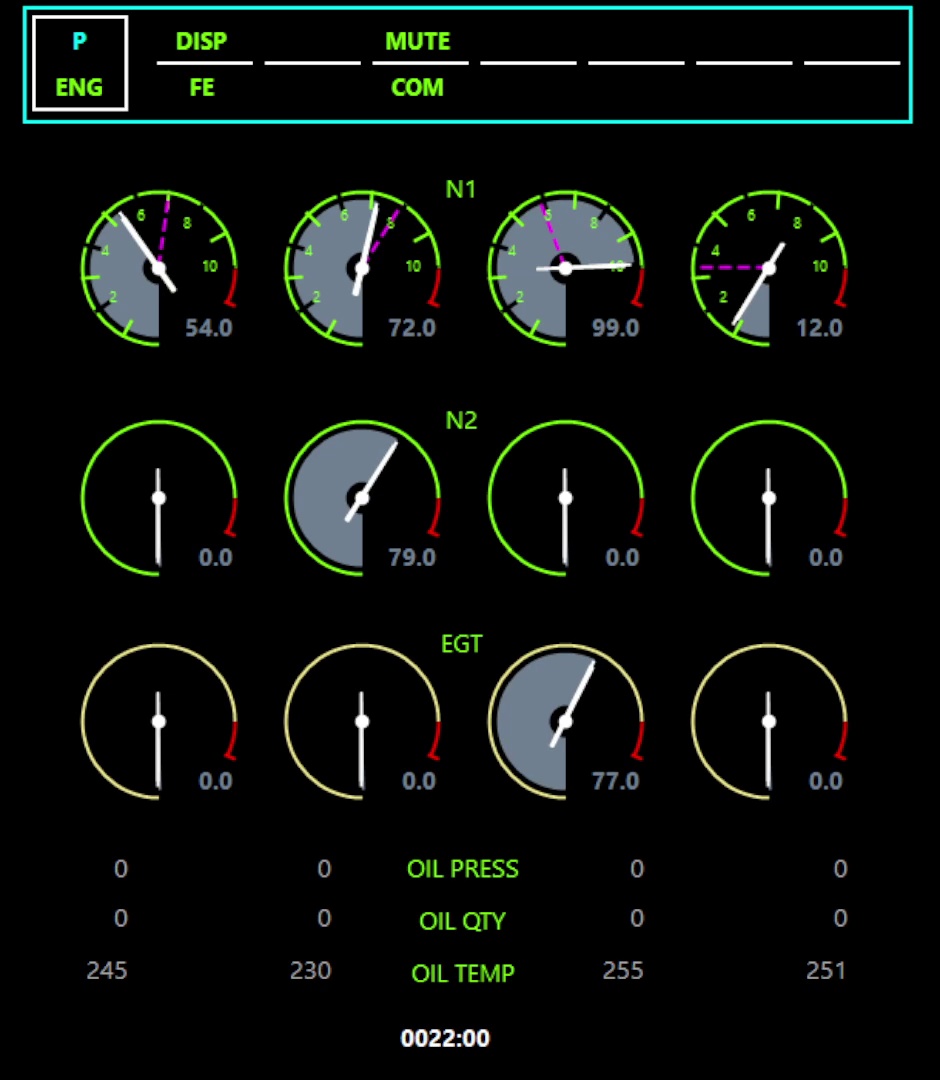 P DISP MUTE
ENG FE COM
N1
2 4 6 8 10 54.0
2 4 6 8 10 72.0
2 4 6 8 10 99.0
2 4 6 8 10 12.0
N2
0.0 79.0 0.0 0.0
EGT
0.0 0.0 77.0 0.0
0 0 OIL PRESS 0 0
0 0 OIL QTY 0 0
245 230 OIL TEMP 255 251
0022:00